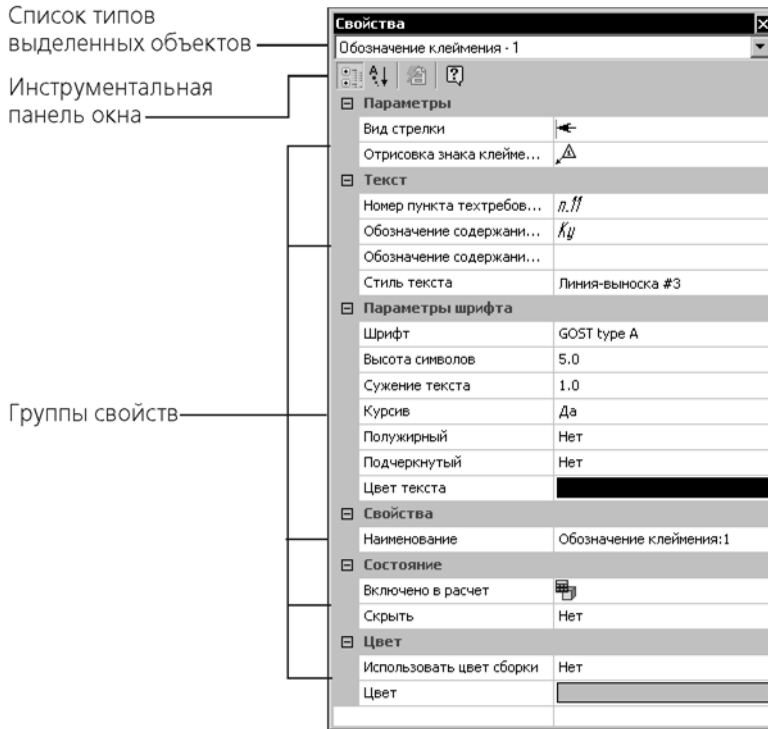 Список типов
выделенных объектов
Инструментальная
панель окна
Группы свойств
Свойства
Обозначение клеймения - 1
Параметры
Вид стрелки
Отрисовка знака клейме...
Текст
Номер пункта техтребов... п.11
Обозначение содержани... Ку
Обозначение содержани...
Стиль текста Линия-выноска #3
Параметры шрифта
Шрифт GOST type A
Высота символов 5.0
Сужение текста 1.0
Курсив Да
Полужирный Нет
Подчеркнутый Нет
Цвет текста
Свойства
Наименование Обозначение клеймения:1
Состояние
Включено в расчет
Скрыть Нет
Цвет
Использовать цвет сборки Нет
Цвет